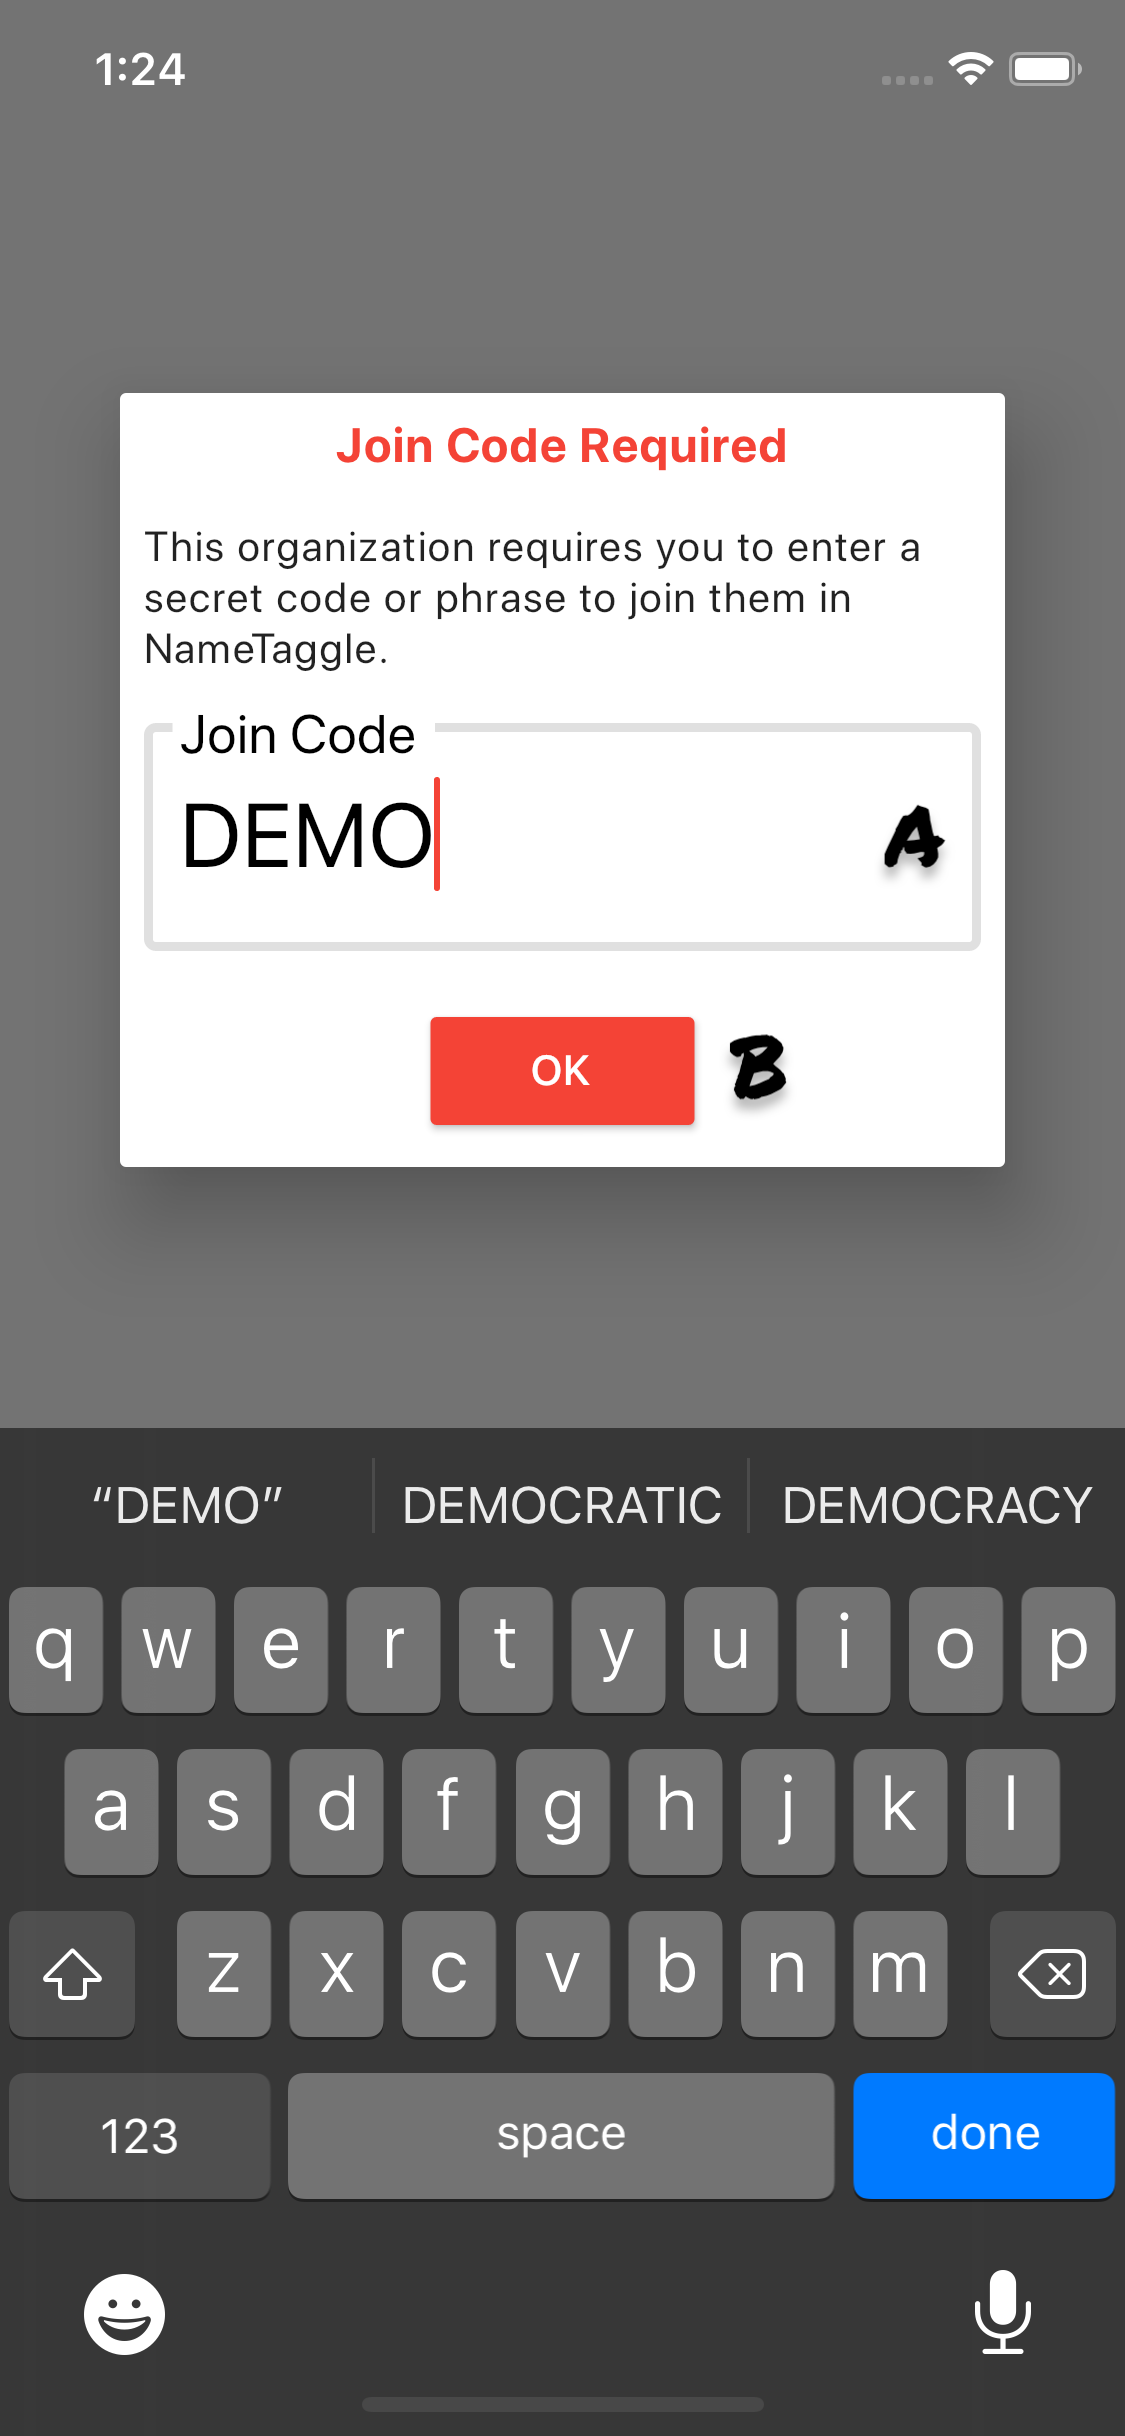 1:24
Join Code Required
This organization requires you to enter a
secret code or phrase to join them in
NameTaggle.
Join Code
DEMO A
OK B
“DEMO” DEMOCRATIC DEMOCRACY
q w e r t y u i o p
a s d f g h j k l
z x c v b n m
123 space done